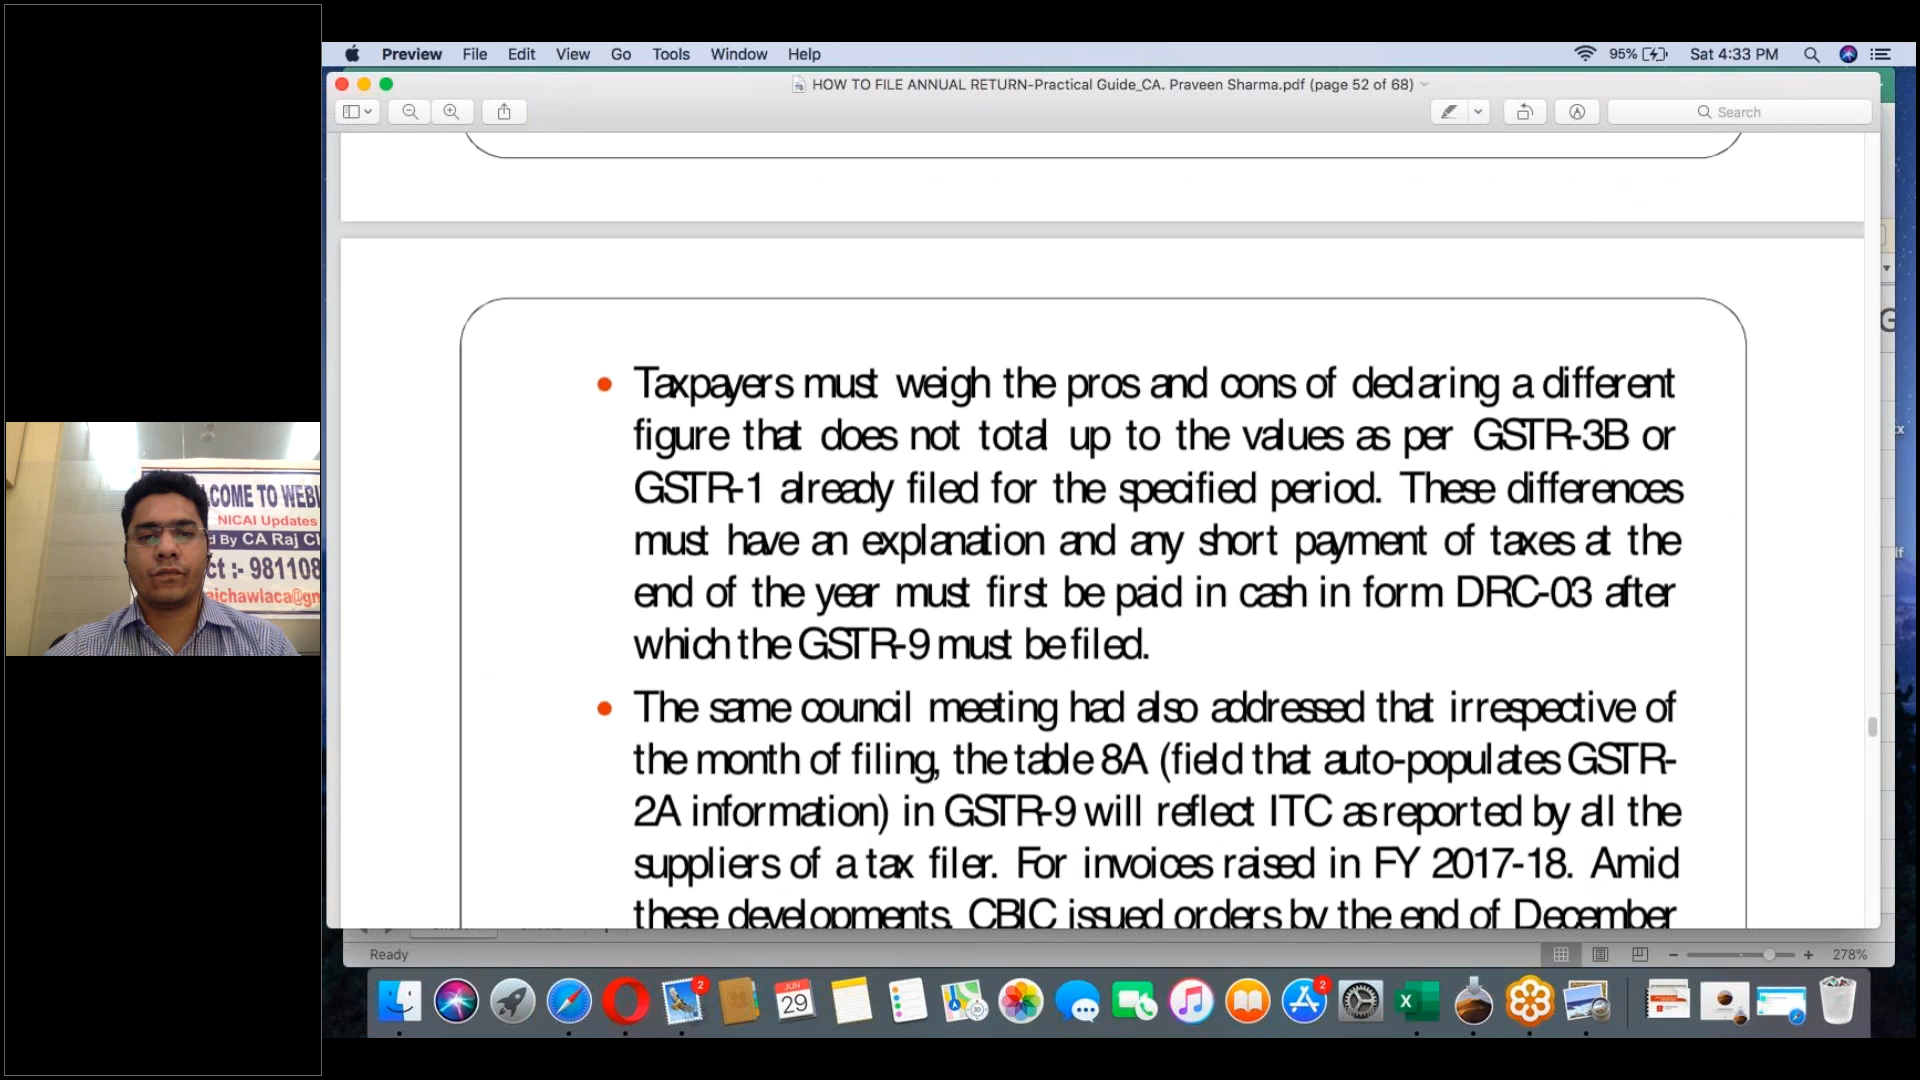 Preview File Edit View Go Tools Window Help
95% Sat 4:33 PM
HOW TO FILE ANNUAL RETURN-Practical Guide_CA. Praveen Sharma.pdf (page 52 of 68)
Search
Taxpayers must weigh the pros and cons of declaring a different
figure that does not total up to the values as per GSTR-3B or
GSTR-1 already filed for the specified period. These differences
must have an explanation and any short payment of taxes at the
end of the year must first be paid in cash in form DRC-03 after
which the GSTR-9 must be filed.
The same council meeting had also addressed that irrespective of
the month of filing, the table 8A (field that auto-populates GSTR-
2A information) in GSTR-9 will reflect ITC as reported by all the
suppliers of a tax filer. For invoices raised in FY 2017-18. Amid
these developments, CBIC issued orders by the end of December
LCOME TO WEBI
NICAI Updates
d By CA Raj Ch
ct :- 981108
ajchawlaca@gm
Ready
278%
2
JUN
29
2